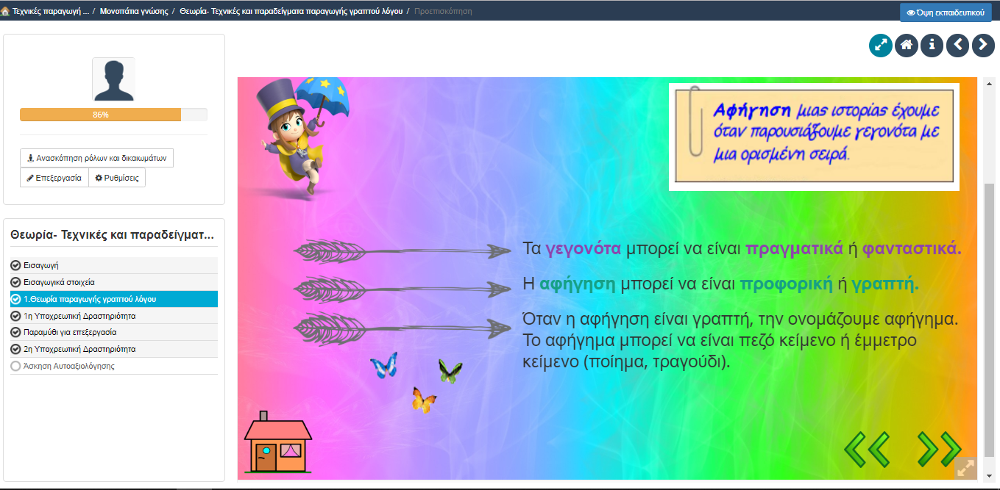 Τεχνικές παραγωγή ... / Μονοπάτια γνώσης / Θεωρία- Τεχνικές και παραδείγματα παραγωγής γραπτού λόγου / Προεπισκόπηση
Όψη εκπαιδευτικού
86%
Ανασκόπηση ρόλων και δικαιωμάτων
Επεξεργασία
Ρυθμίσεις
Θεωρία- Τεχνικές και παραδείγματ...
Εισαγωγή
Εισαγωγικά στοιχεία
1.Θεωρία παραγωγής γραπτού λόγου
1η Υποχρεωτική Δραστηριότητα
Παραμύθι για επεξεργασία
2η Υποχρεωτική Δραστηριότητα
Άσκηση Αυτοαξιολόγησης
Αφήγηση μιας ιστορίας έχουμε
όταν παρουσιάζουμε γεγονότα με
μια ορισμένη σειρά.
Τα γεγονότα μπορεί να είναι πραγματικά ή φανταστικά.
Η αφήγηση μπορεί να είναι προφορική ή γραπτή.
Όταν η αφήγηση είναι γραπτή, την ονομάζουμε αφήγημα.
Το αφήγημα μπορεί να είναι πεζό κείμενο ή έμμετρο
κείμενο (ποίημα, τραγούδι).